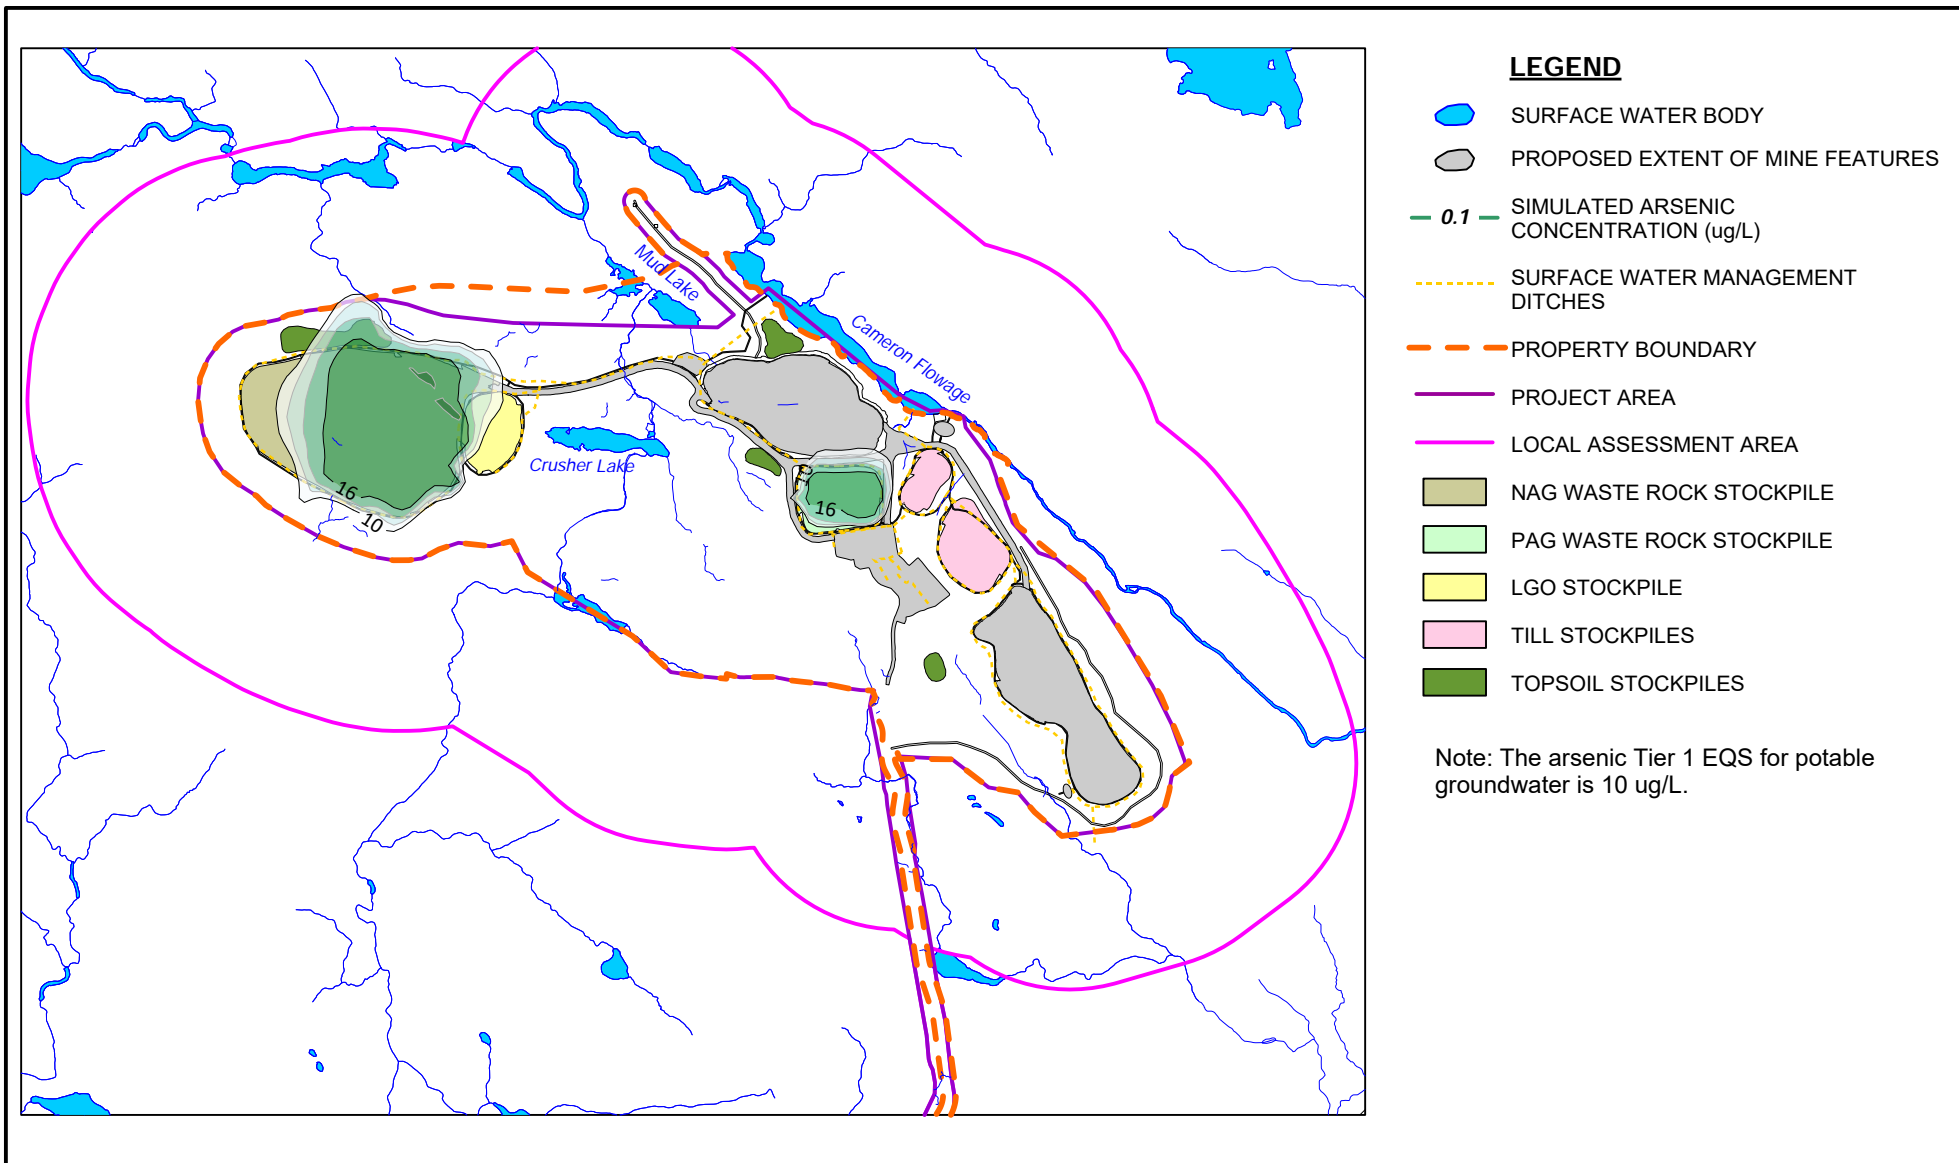 Mud Lake
Cameron Flowage
Crusher Lake
16
10
16
LEGEND
SURFACE WATER BODY
PROPOSED EXTENT OF MINE FEATURES
0.1
SIMULATED ARSENIC
CONCENTRATION (ug/L)
SURFACE WATER MANAGEMENT
DITCHES
PROPERTY BOUNDARY
PROJECT AREA
LOCAL ASSESSMENT AREA
NAG WASTE ROCK STOCKPILE
PAG WASTE ROCK STOCKPILE
LGO STOCKPILE
TILL STOCKPILES
TOPSOIL STOCKPILES
Note: The arsenic Tier 1 EQS for potable
groundwater is 10 ug/L.